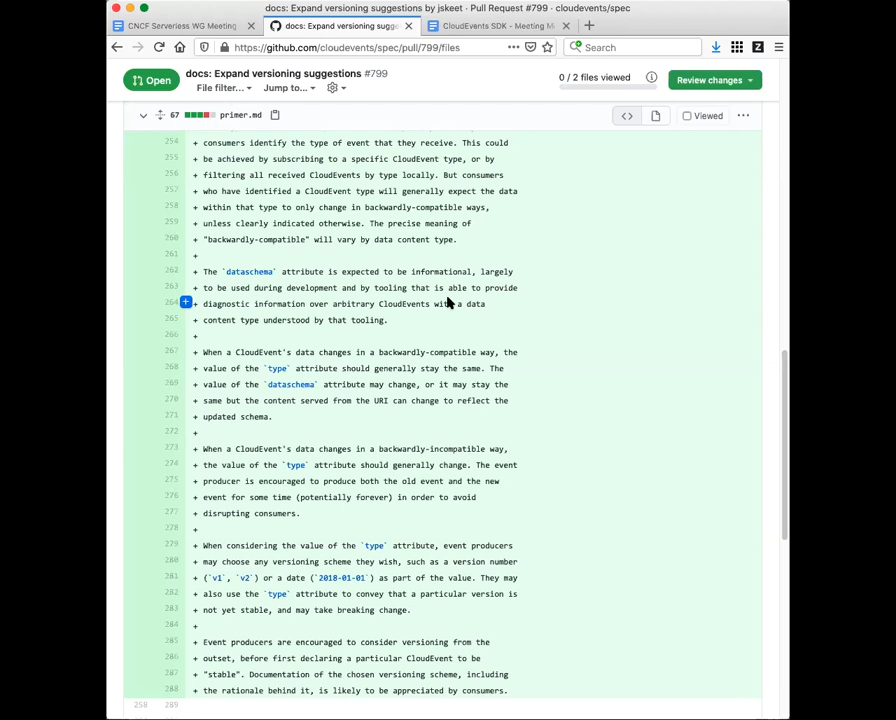 docs: Expand versioning suggestions by jskeet · Pull Request #799 · cloudevents/spec
CNCF Serverless WG Meeting
docs: Expand versioning sugge
CloudEvents SDK - Meeting M
https://github.com/cloudevents/spec/pull/799/files
Search
Open
docs: Expand versioning suggestions #799
File filter... Jump to...
0 / 2 files viewed
Review changes
67 primer.md
Viewed
254 + consumers identify the type of event that they receive. This could
255 + be achieved by subscribing to a specific CloudEvent type, or by
256 + filtering all received CloudEvents by type locally. But consumers
257 + who have identified a CloudEvent type will generally expect the data
258 + within that type to only change in backwardly-compatible ways,
259 + unless clearly indicated otherwise. The precise meaning of
260 + "backwardly-compatible" will vary by data content type.
261 +
262 + The `dataschema` attribute is expected to be informational, largely
263 + to be used during development and by tooling that is able to provide
264 + diagnostic information over arbitrary CloudEvents with a data
265 + content type understood by that tooling.
266 +
267 + When a CloudEvent's data changes in a backwardly-compatible way, the
268 + value of the `type` attribute should generally stay the same. The
269 + value of the `dataschema` attribute may change, or it may stay the
270 + same but the content served from the URI can change to reflect the
271 + updated schema.
272 +
273 + When a CloudEvent's data changes in a backwardly-incompatible way,
274 + the value of the `type` attribute should generally change. The event
275 + producer is encouraged to produce both the old event and the new
276 + event for some time (potentially forever) in order to avoid
277 + disrupting consumers.
278 +
279 + When considering the value of the `type` attribute, event producers
280 + may choose any versioning scheme they wish, such as a version number
281 + (`v1`, `v2`) or a date (`2018-01-01`) as part of the value. They may
282 + also use the `type` attribute to convey that a particular version is
283 + not yet stable, and may take breaking change.
284 +
285 + Event producers are encouraged to consider versioning from the
286 + outset, before first declaring a particular CloudEvent to be
287 + "stable". Documentation of the chosen versioning scheme, including
288 + the rationale behind it, is likely to be appreciated by consumers.
258 289